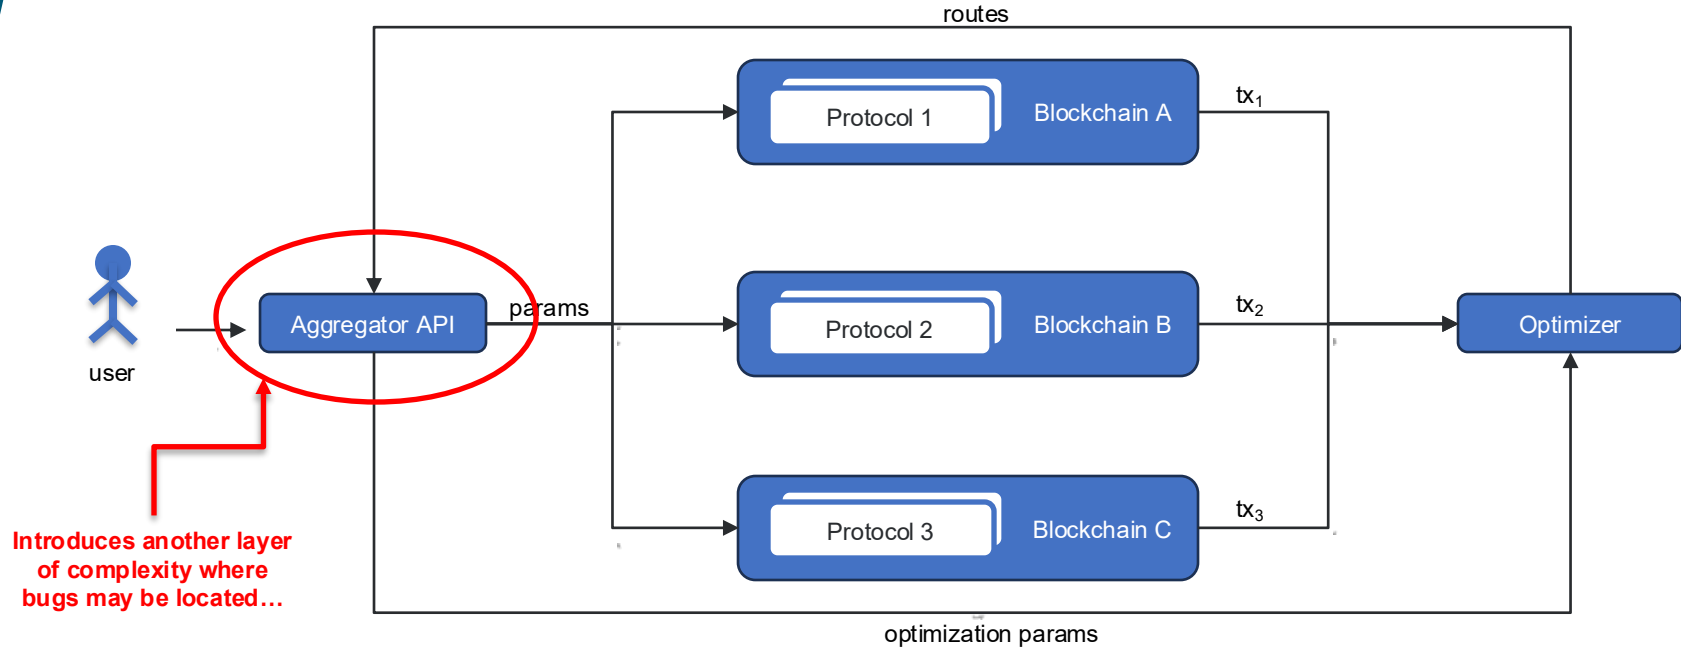 routes
Protocol 1
Blockchain A
tx₁
user
Aggregator API
params
Protocol 2
Blockchain B
tx₂
Optimizer
Protocol 3
Blockchain C
tx₃
Introduces another layer
of complexity where
bugs may be located…
optimization params